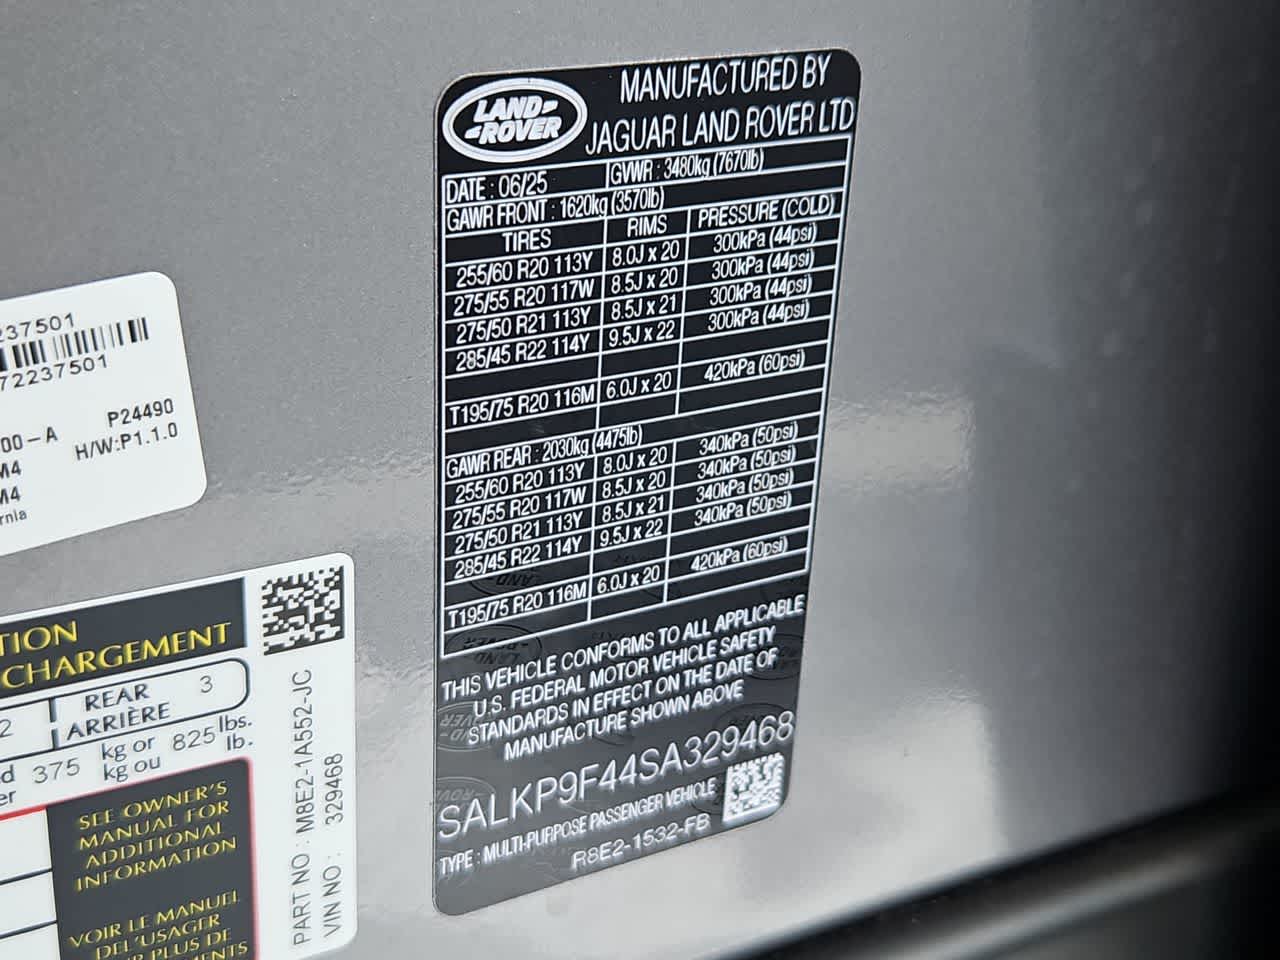 LAND-
-ROVER
MANUFACTURED BY
JAGUAR LAND ROVER LTD
DATE : 06/25 GVWR : 3480kg (7670lb)
GAWR FRONT : 1620kg (3570lb)
TIRES RIMS PRESSURE (COLD)
255/60 R20 113Y 8.0J x 20 300kPa (44psi)
275/55 R20 117W 8.5J x 20 300kPa (44psi)
275/50 R21 113Y 8.5J x 21 300kPa (44psi)
285/45 R22 114Y 9.5J x 22 300kPa (44psi)
T195/75 R20 116M 6.0J x 20 420kPa (60psi)
GAWR REAR : 2030kg (4475lb)
255/60 R20 113Y 8.0J x 20 340kPa (50psi)
275/55 R20 117W 8.5J x 20 340kPa (50psi)
275/50 R21 113Y 8.5J x 21 340kPa (50psi)
285/45 R22 114Y 9.5J x 22 340kPa (50psi)
T195/75 R20 116M 6.0J x 20 420kPa (60psi)
THIS VEHICLE CONFORMS TO ALL APPLICABLE
U.S. FEDERAL MOTOR VEHICLE SAFETY
STANDARDS IN EFFECT ON THE DATE OF
MANUFACTURE SHOWN ABOVE
SALKP9F44SA329468
TYPE : MULTI-PURPOSE PASSENGER VEHICLE
R8E2-1532-FB
237501
72237501
P24490
00-A H/W:P1.1.0
M4
M4
rnia
TION
CHARGEMENT
2 REAR 3
ARRIÈRE
375 kg or 825 lbs.
kg ou lb.
SEE OWNER'S
MANUAL FOR
ADDITIONAL
INFORMATION
VOIR LE MANUEL
DEL'USAGER
PLUS DE
MENTS
PART NO : M8E2-1A552-JC
VIN NO : 329468